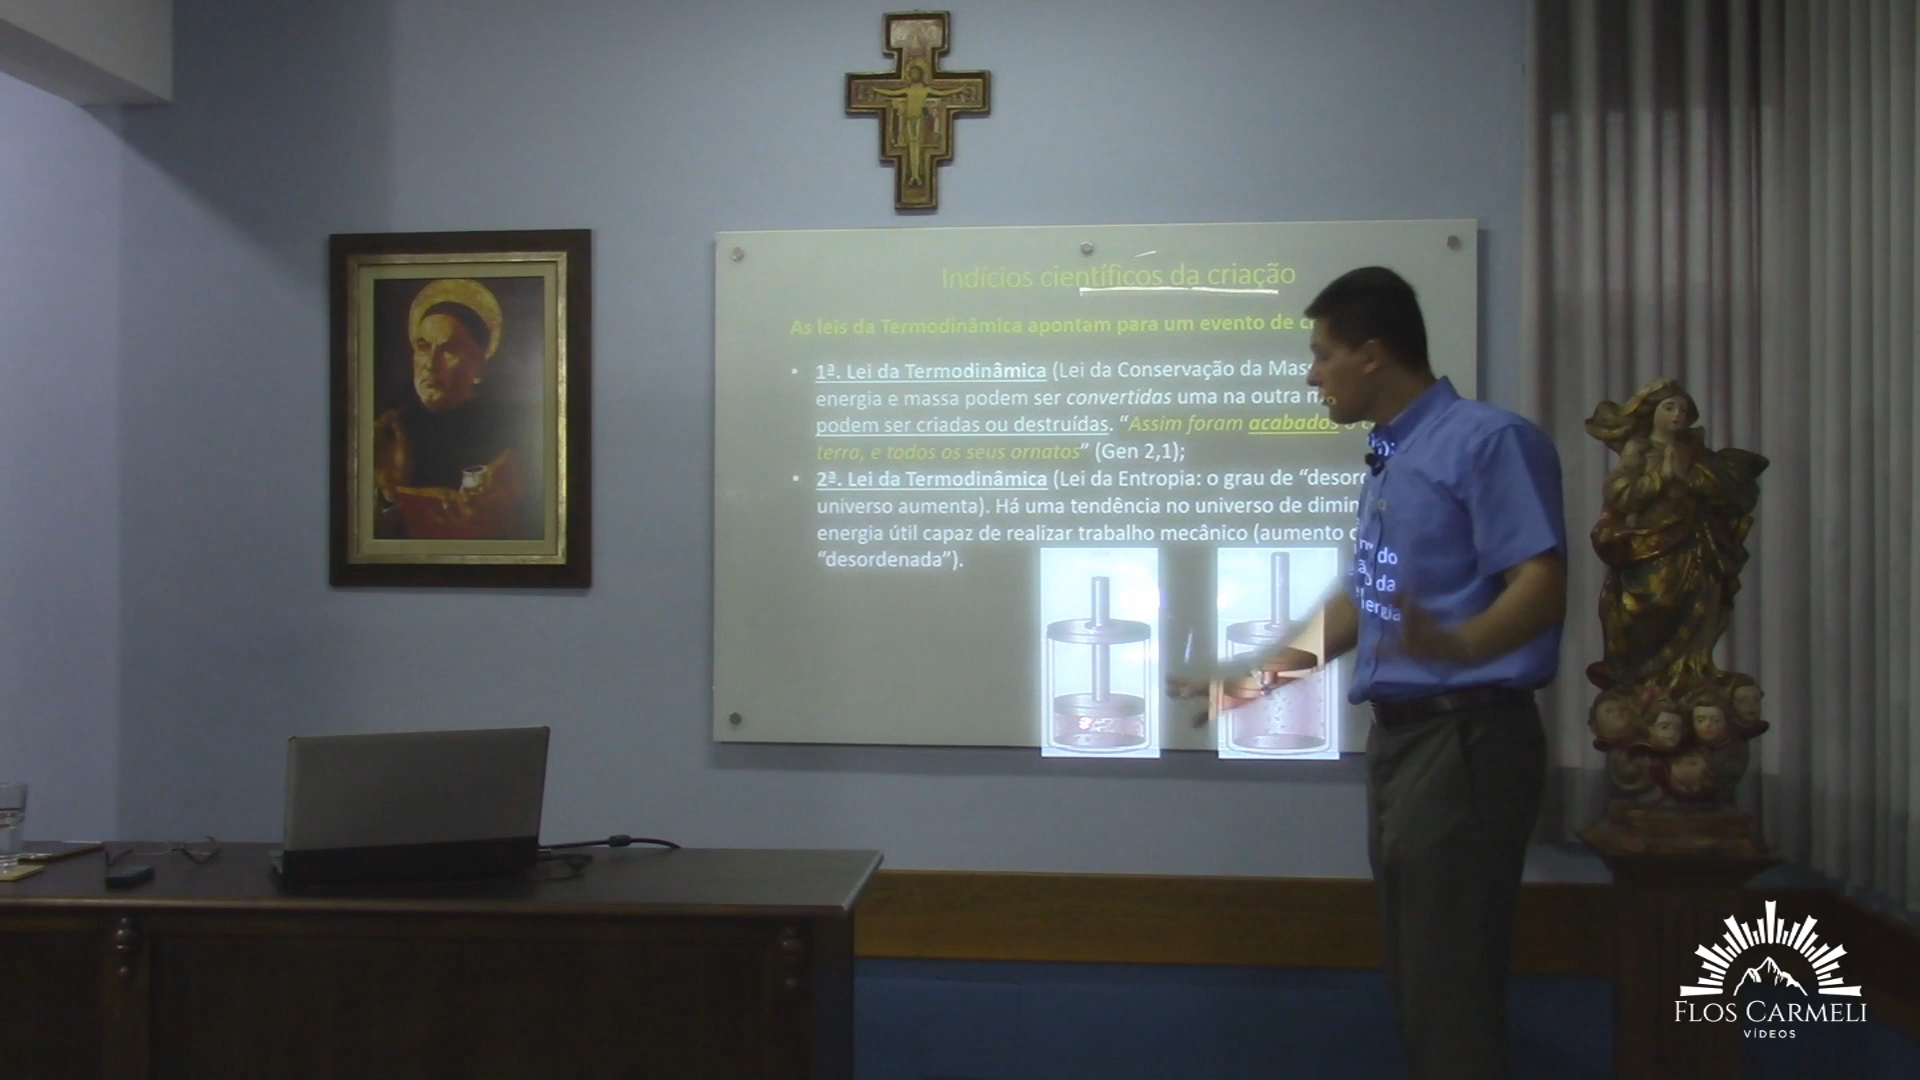 Indícios científicos da criação
As leis da Termodinâmica apontam para um evento de
1ª. Lei da Termodinâmica (Lei da Conservação da
energia e massa podem ser convertidas uma na outra
podem ser criadas ou destruídas. “Assim foram acabados o
terra, e todos os seus ornatos” (Gen 2,1);
2ª. Lei da Termodinâmica (Lei da Entropia: o grau de
universo aumenta). Há uma tendência no universo de
energia útil capaz de realizar trabalho mecânico (aumento
do
“desordenada”).
da
energia
FLOS CARMELI
VÍDEOS